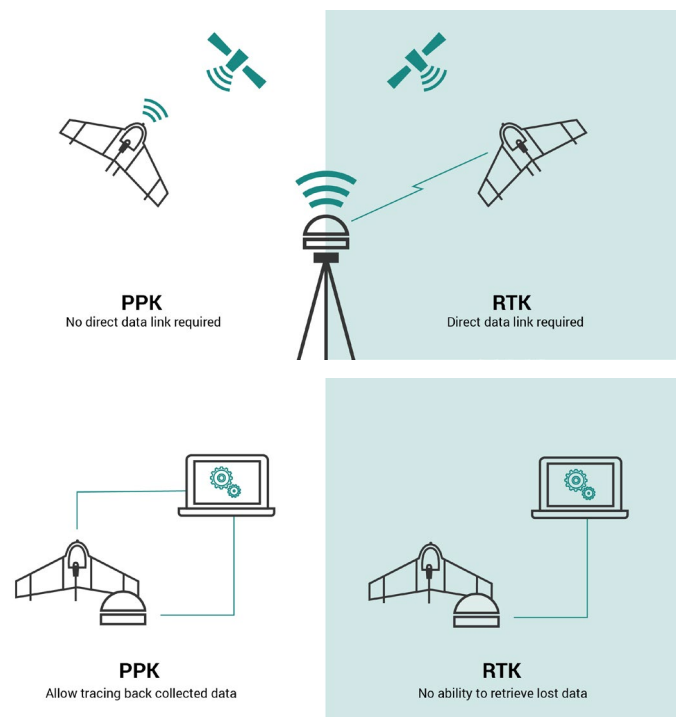 PPK
No direct data link required
RTK
Direct data link required
PPK
Allow tracing back collected data
RTK
No ability to retrieve lost data